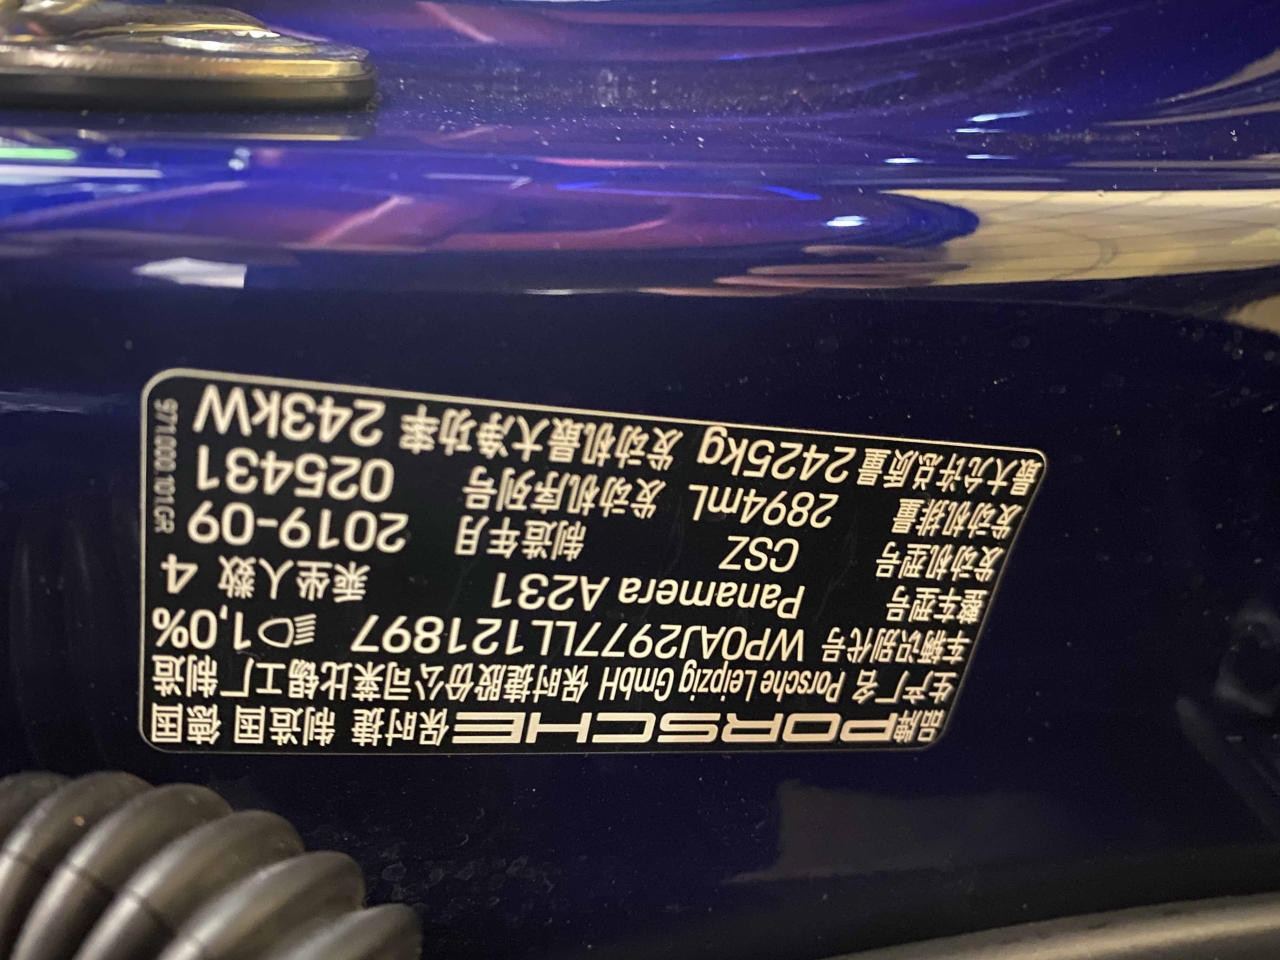 品牌 PORSCHE 保时捷 制造国 德国
生产厂名 Porsche Leipzig GmbH 保时捷股份公司莱比锡工厂制造
车辆识别代号 WP0AJ2977LL121897 1,0%
整车型号 Panamera A231 乘坐人数 4
发动机型号 CSZ 制造年月 2019-09
发动机排量 2894mL 发动机序列号 025431
最大允许总质量 2425kg 发动机最大净功率 243kW
971.000.101.GR